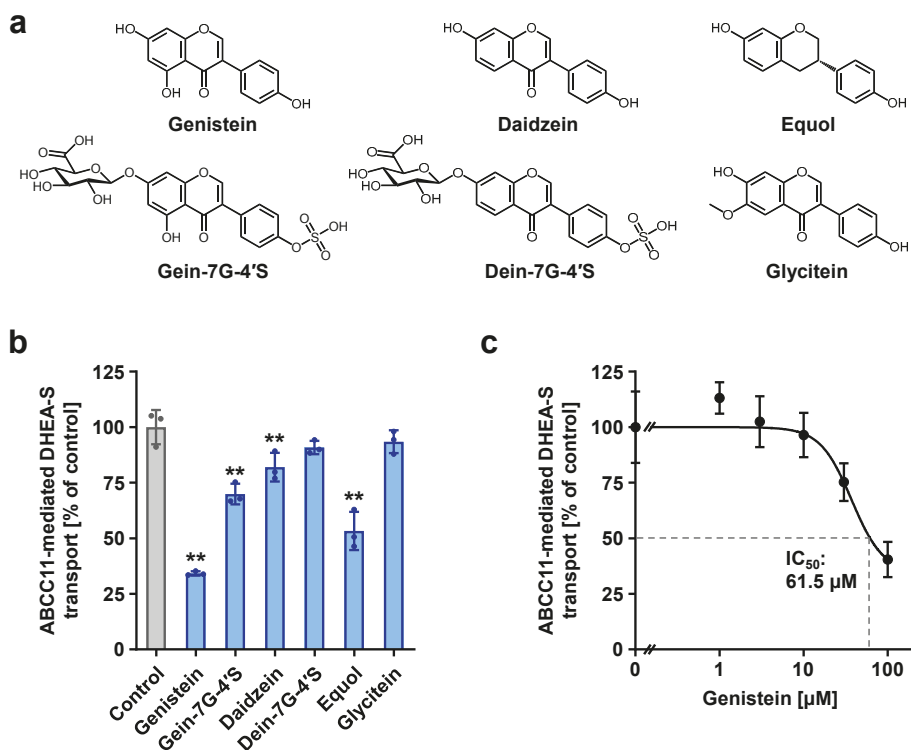 a
HO
O
OH
O
OH
Genistein
HO
O
O
OH
Daidzein
HO
O
OH
Equol
O
OH
HO
HO
O
OH
O
O
OH
O
O
O
S
O
OH
Gein-7G-4′S
O
OH
HO
HO
O
OH
O
O
O
O
O
S
O
OH
Dein-7G-4′S
HO
O
O
O
OH
Glycitein
b
ABCC11-mediated DHEA-S
transport [% of control]
125
100
75
50
25
0
**
**
**
**
Control
Genistein
Gein-7G-4′S
Daidzein
Dein-7G-4′S
Equol
Glycitein
c
ABCC11-mediated DHEA-S
transport [% of control]
125
100
75
50
25
0
IC50:
61.5 µM
0
1
10
100
Genistein [µM]